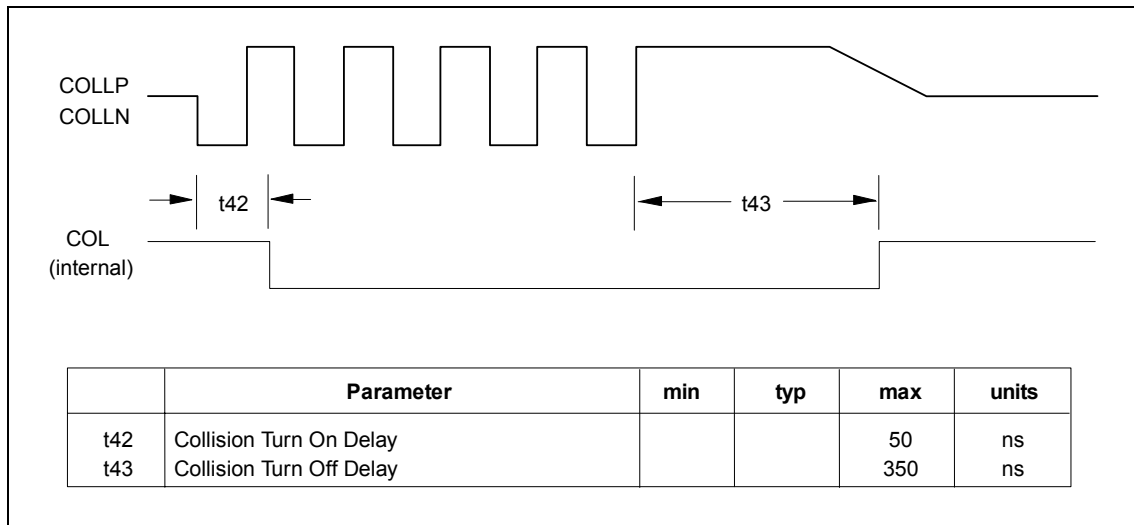 COLLP
COLLN
t42
t43
COL
(internal)
Parameter min typ max units
t42 Collision Turn On Delay 50 ns
t43 Collision Turn Off Delay 350 ns